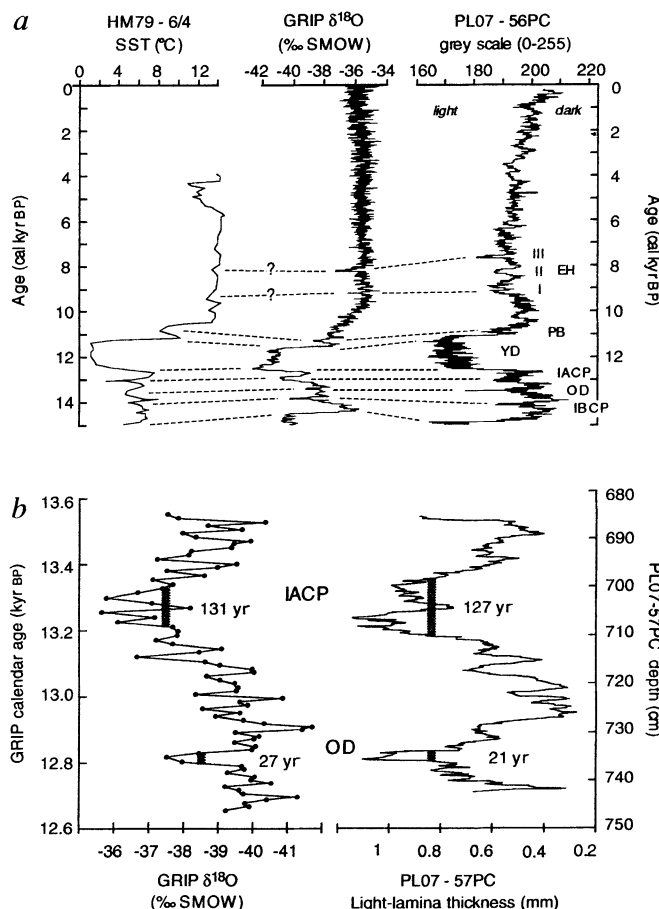 a
HM79 - 6/4
SST (°C)
GRIP δ18O
(‰ SMOW)
PL07 - 56PC
grey scale (0-255)
0 4 8 12
-42 -40 -38 -36 -34
160 180 200 220
0
2
4
6
8
10
12
14
Age (cal kyr BP)
light
dark
?
?
III
II
EH
I
PB
YD
IACP
OD
IBCP
0
2
4
6
8
10
12
14
Age (cal kyr BP)
b
13.6
13.4
13.2
13.0
12.8
12.6
GRIP calendar age (kyr BP)
131 yr
IACP
127 yr
OD
27 yr
21 yr
680
690
700
710
720
730
740
750
PL07-57PC depth (cm)
-36 -37 -38 -39 -40 -41
1 0.8 0.6 0.4 0.2
GRIP δ18O
(‰ SMOW)
PL07 - 57PC
Light-lamina thickness (mm)